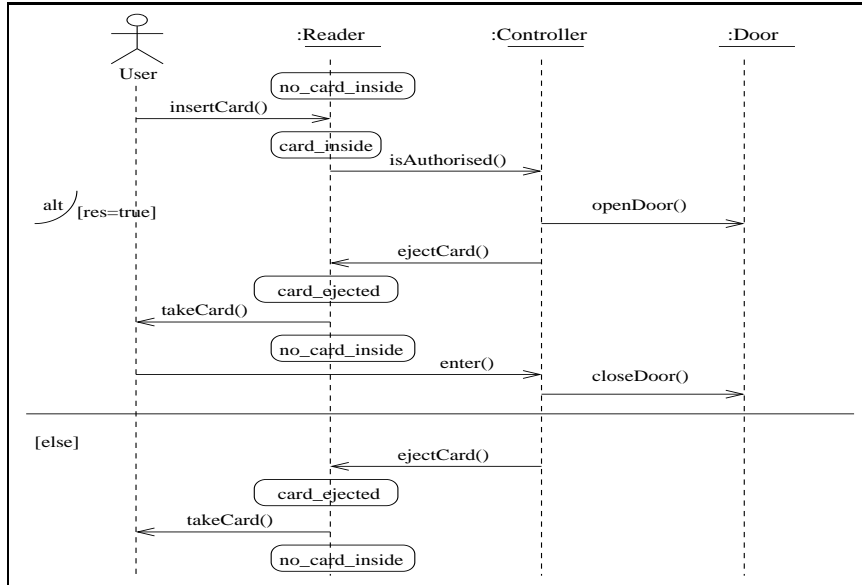 :Reader :Controller :Door
User
no_card_inside
insertCard()
card_inside
isAuthorised()
alt [res=true]
openDoor()
ejectCard()
card_ejected
takeCard()
no_card_inside
enter()
closeDoor()
[else]
ejectCard()
card_ejected
takeCard()
no_card_inside